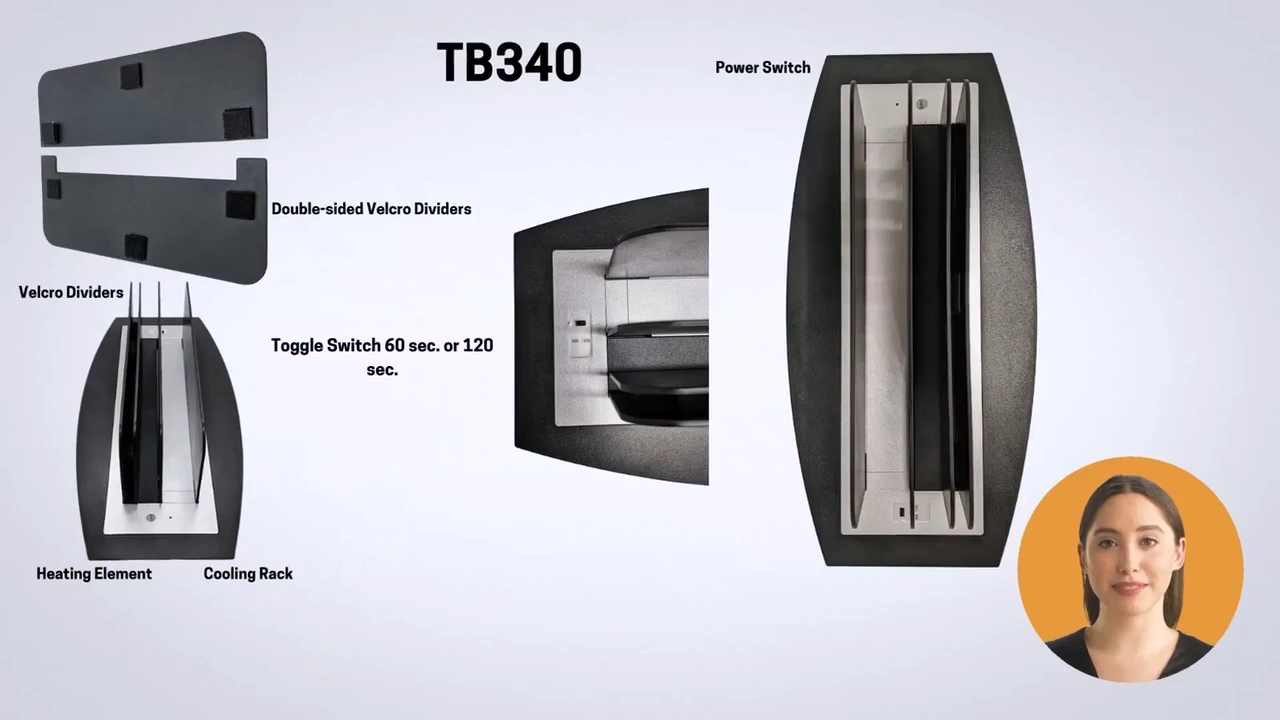 TB340
Power Switch
Double-sided Velcro Dividers
Velcro Dividers
Toggle Switch 60 sec. or 120
sec.
Heating Element
Cooling Rack